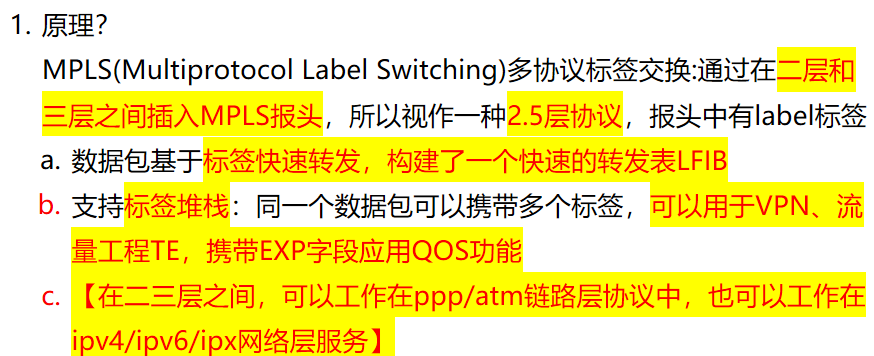 1. 原理?
MPLS(Multiprotocol Label Switching)多协议标签交换:通过在二层和
三层之间插入MPLS报头，所以视作一种2.5层协议，报头中有label标签
a. 数据包基于标签快速转发，构建了一个快速的转发表LFIB
b. 支持标签堆栈：同一个数据包可以携带多个标签，可以用于VPN、流
量工程TE，携带EXP字段应用QOS功能
c. 【在二三层之间，可以工作在ppp/atm链路层协议中，也可以工作在
ipv4/ipv6/ipx网络层服务】